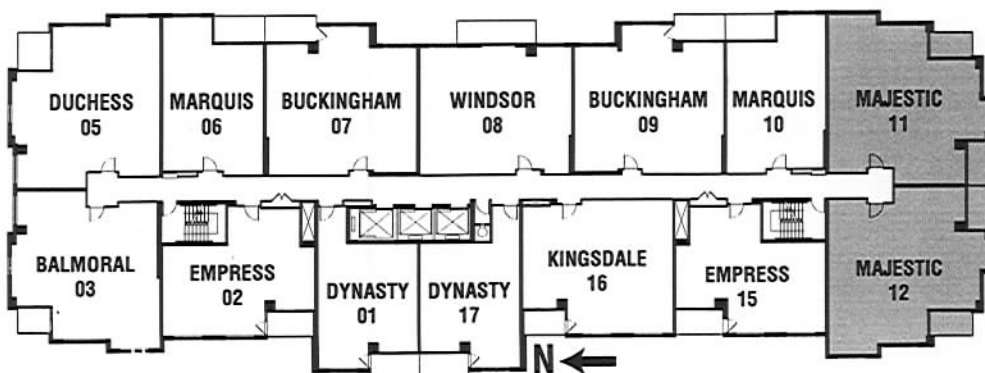 DUCHESS
05
MARQUIS
06
BUCKINGHAM
07
WINDSOR
08
BUCKINGHAM
09
MARQUIS
10
MAJESTIC
11
BALMORAL
03
EMPRESS
02
DYNASTY
01
DYNASTY
17
KINGSDALE
16
EMPRESS
15
MAJESTIC
12
N